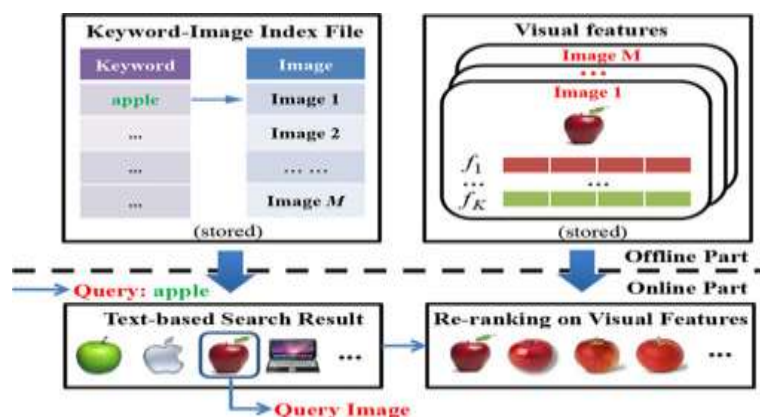 Keyword-Image Index File
Keyword
Image
apple
Image 1
...
Image 2
...
... ...
...
Image M
(stored)
Visual features
Image M
...
Image 1
f1
...
...
fK
(stored)
Offline Part
Online Part
Query: apple
Text-based Search Result
...
Query Image
Re-ranking on Visual Features
...